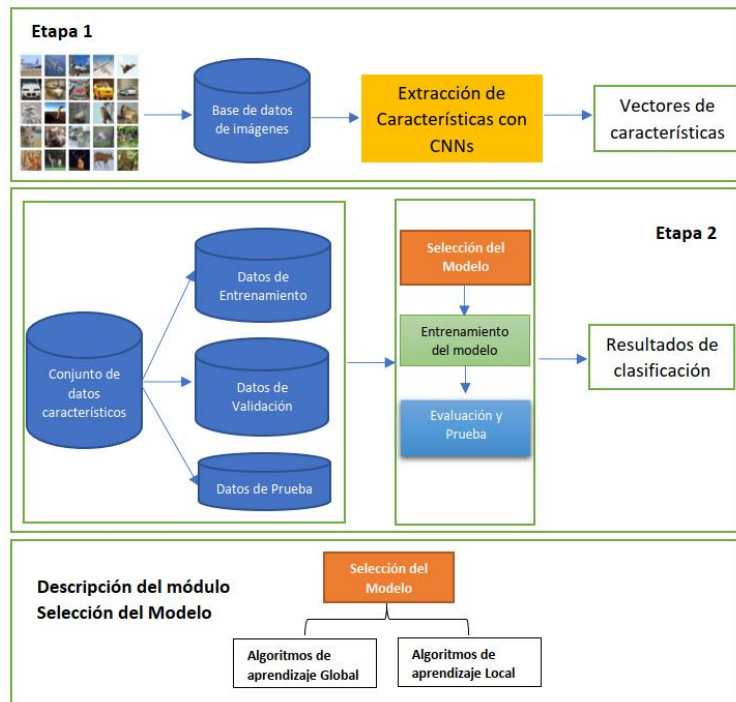 Etapa 1
Base de datos
de imágenes
Extracción de
Características con
CNNs
Vectores de
características
Etapa 2
Conjunto de
datos
característicos
Datos de
Entrenamiento
Datos de
Validación
Datos de Prueba
Selección del
Modelo
Entrenamiento
del modelo
Evaluación y
Prueba
Resultados de
clasificación
Descripción del módulo
Selección del Modelo
Selección del
Modelo
Algoritmos de
aprendizaje Global
Algoritmos de
aprendizaje Local